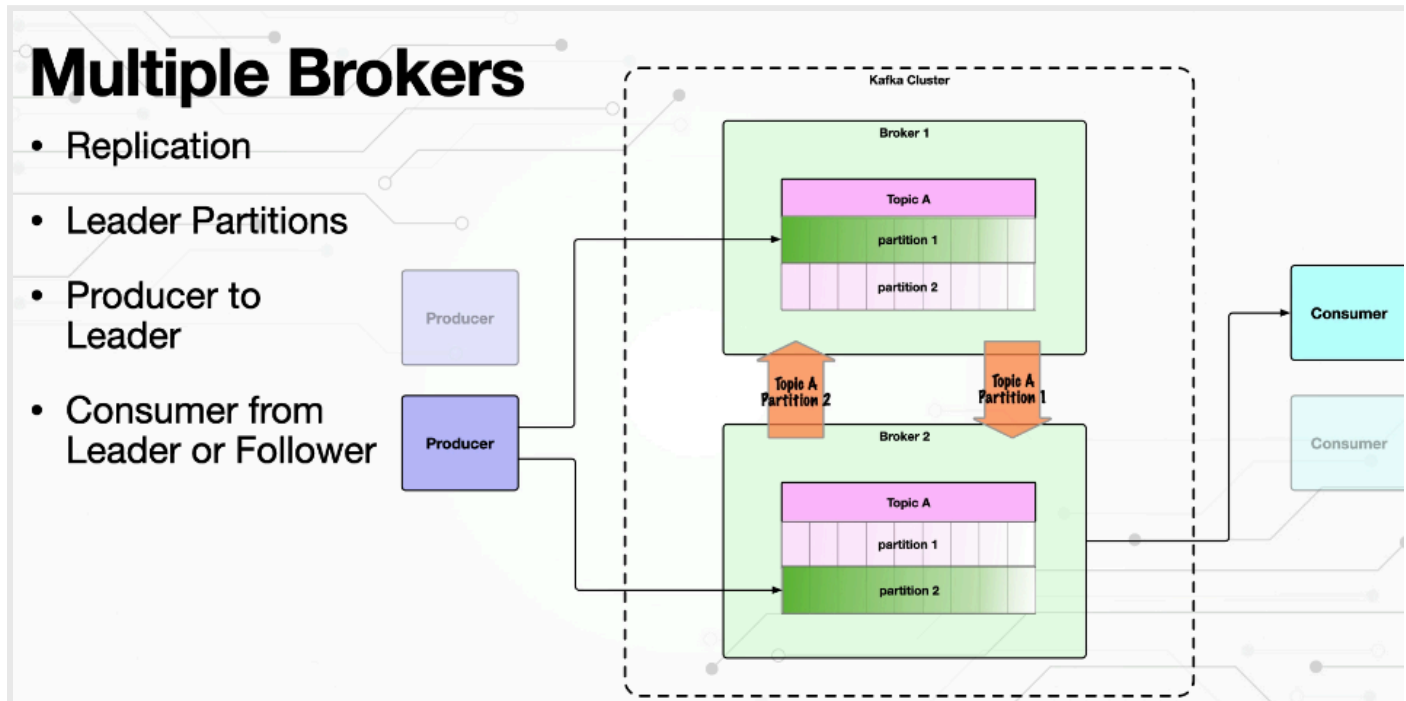 Multiple Brokers
• Replication
• Leader Partitions
• Producer to
Leader
• Consumer from
Leader or Follower
Producer
Producer
Kafka Cluster
Broker 1
Topic A
partition 1
partition 2
Topic A
Partition 2
Topic A
Partition 1
Broker 2
Topic A
partition 1
partition 2
Consumer
Consumer